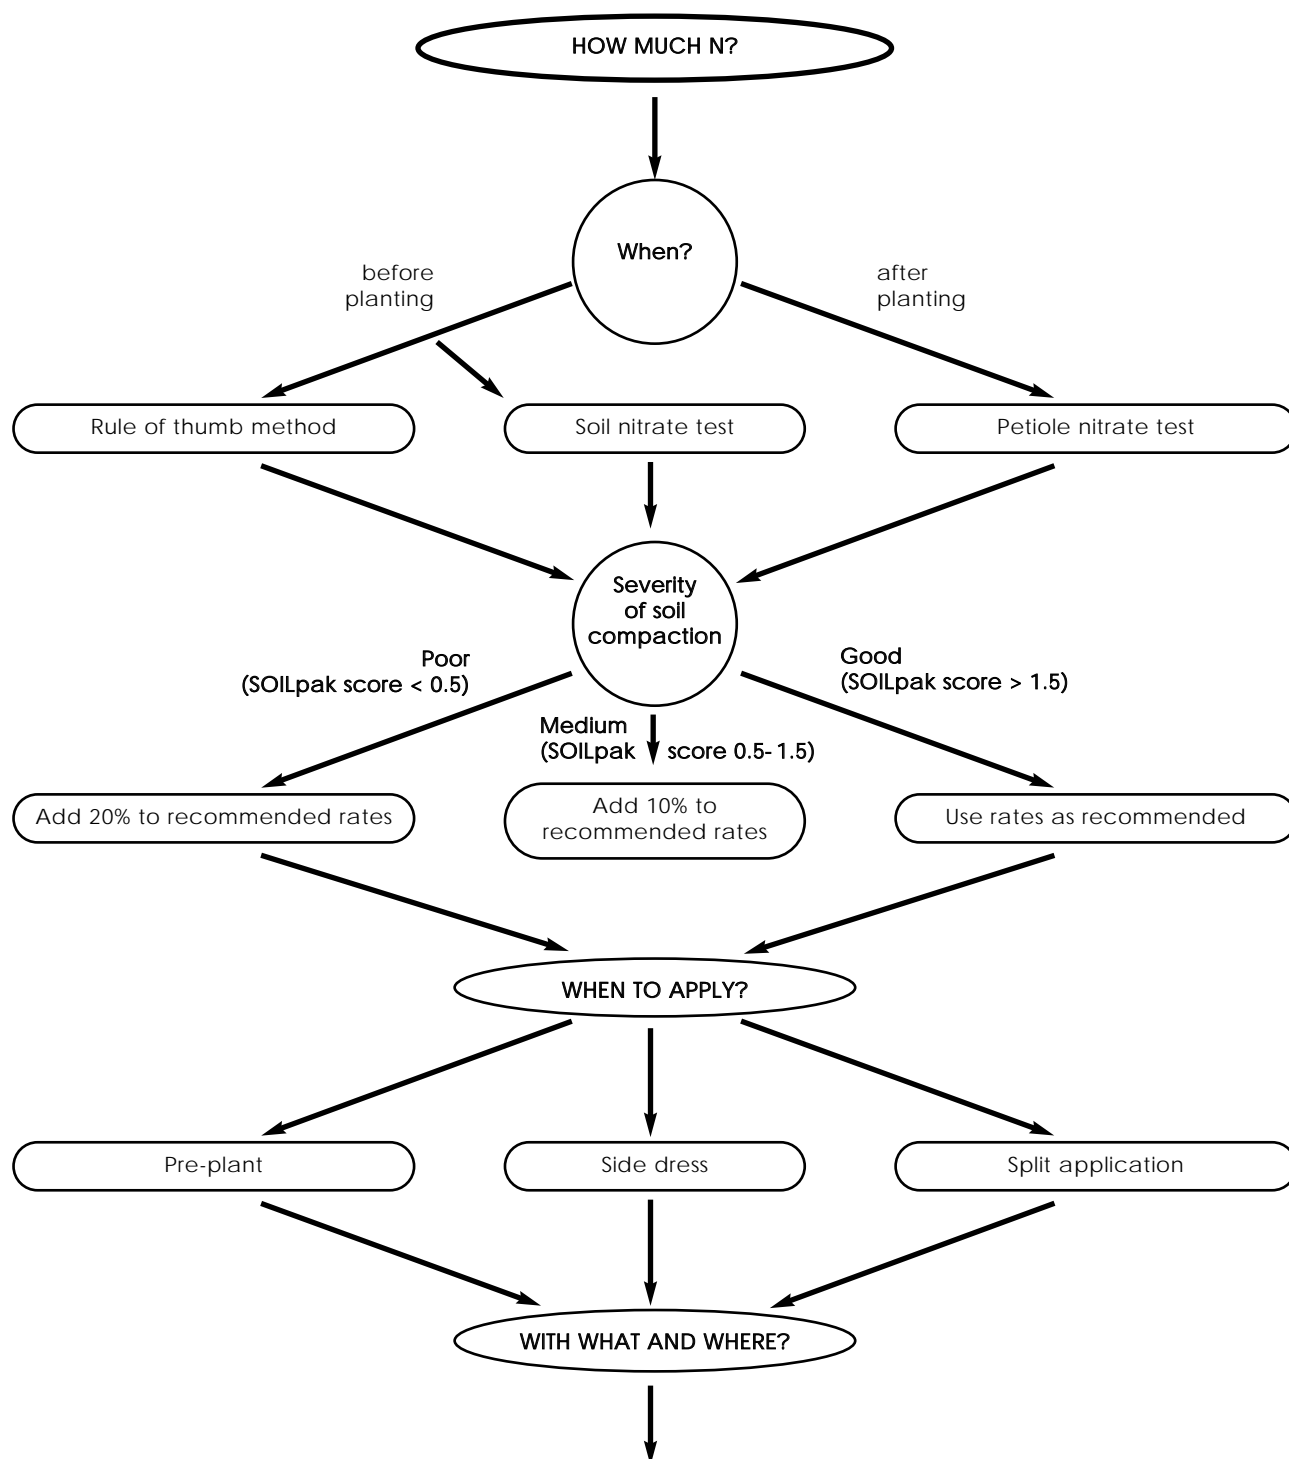 HOW MUCH N?
When?
before
planting
after
planting
Rule of thumb method
Soil nitrate test
Petiole nitrate test
Severity
of soil
compaction
Poor
(SOILpak score < 0.5)
Good
(SOILpak score > 1.5)
Medium
(SOILpak score 0.5-1.5)
Add 20% to recommended rates
Add 10% to
recommended rates
Use rates as recommended
WHEN TO APPLY?
Pre-plant
Side dress
Split application
WITH WHAT AND WHERE?